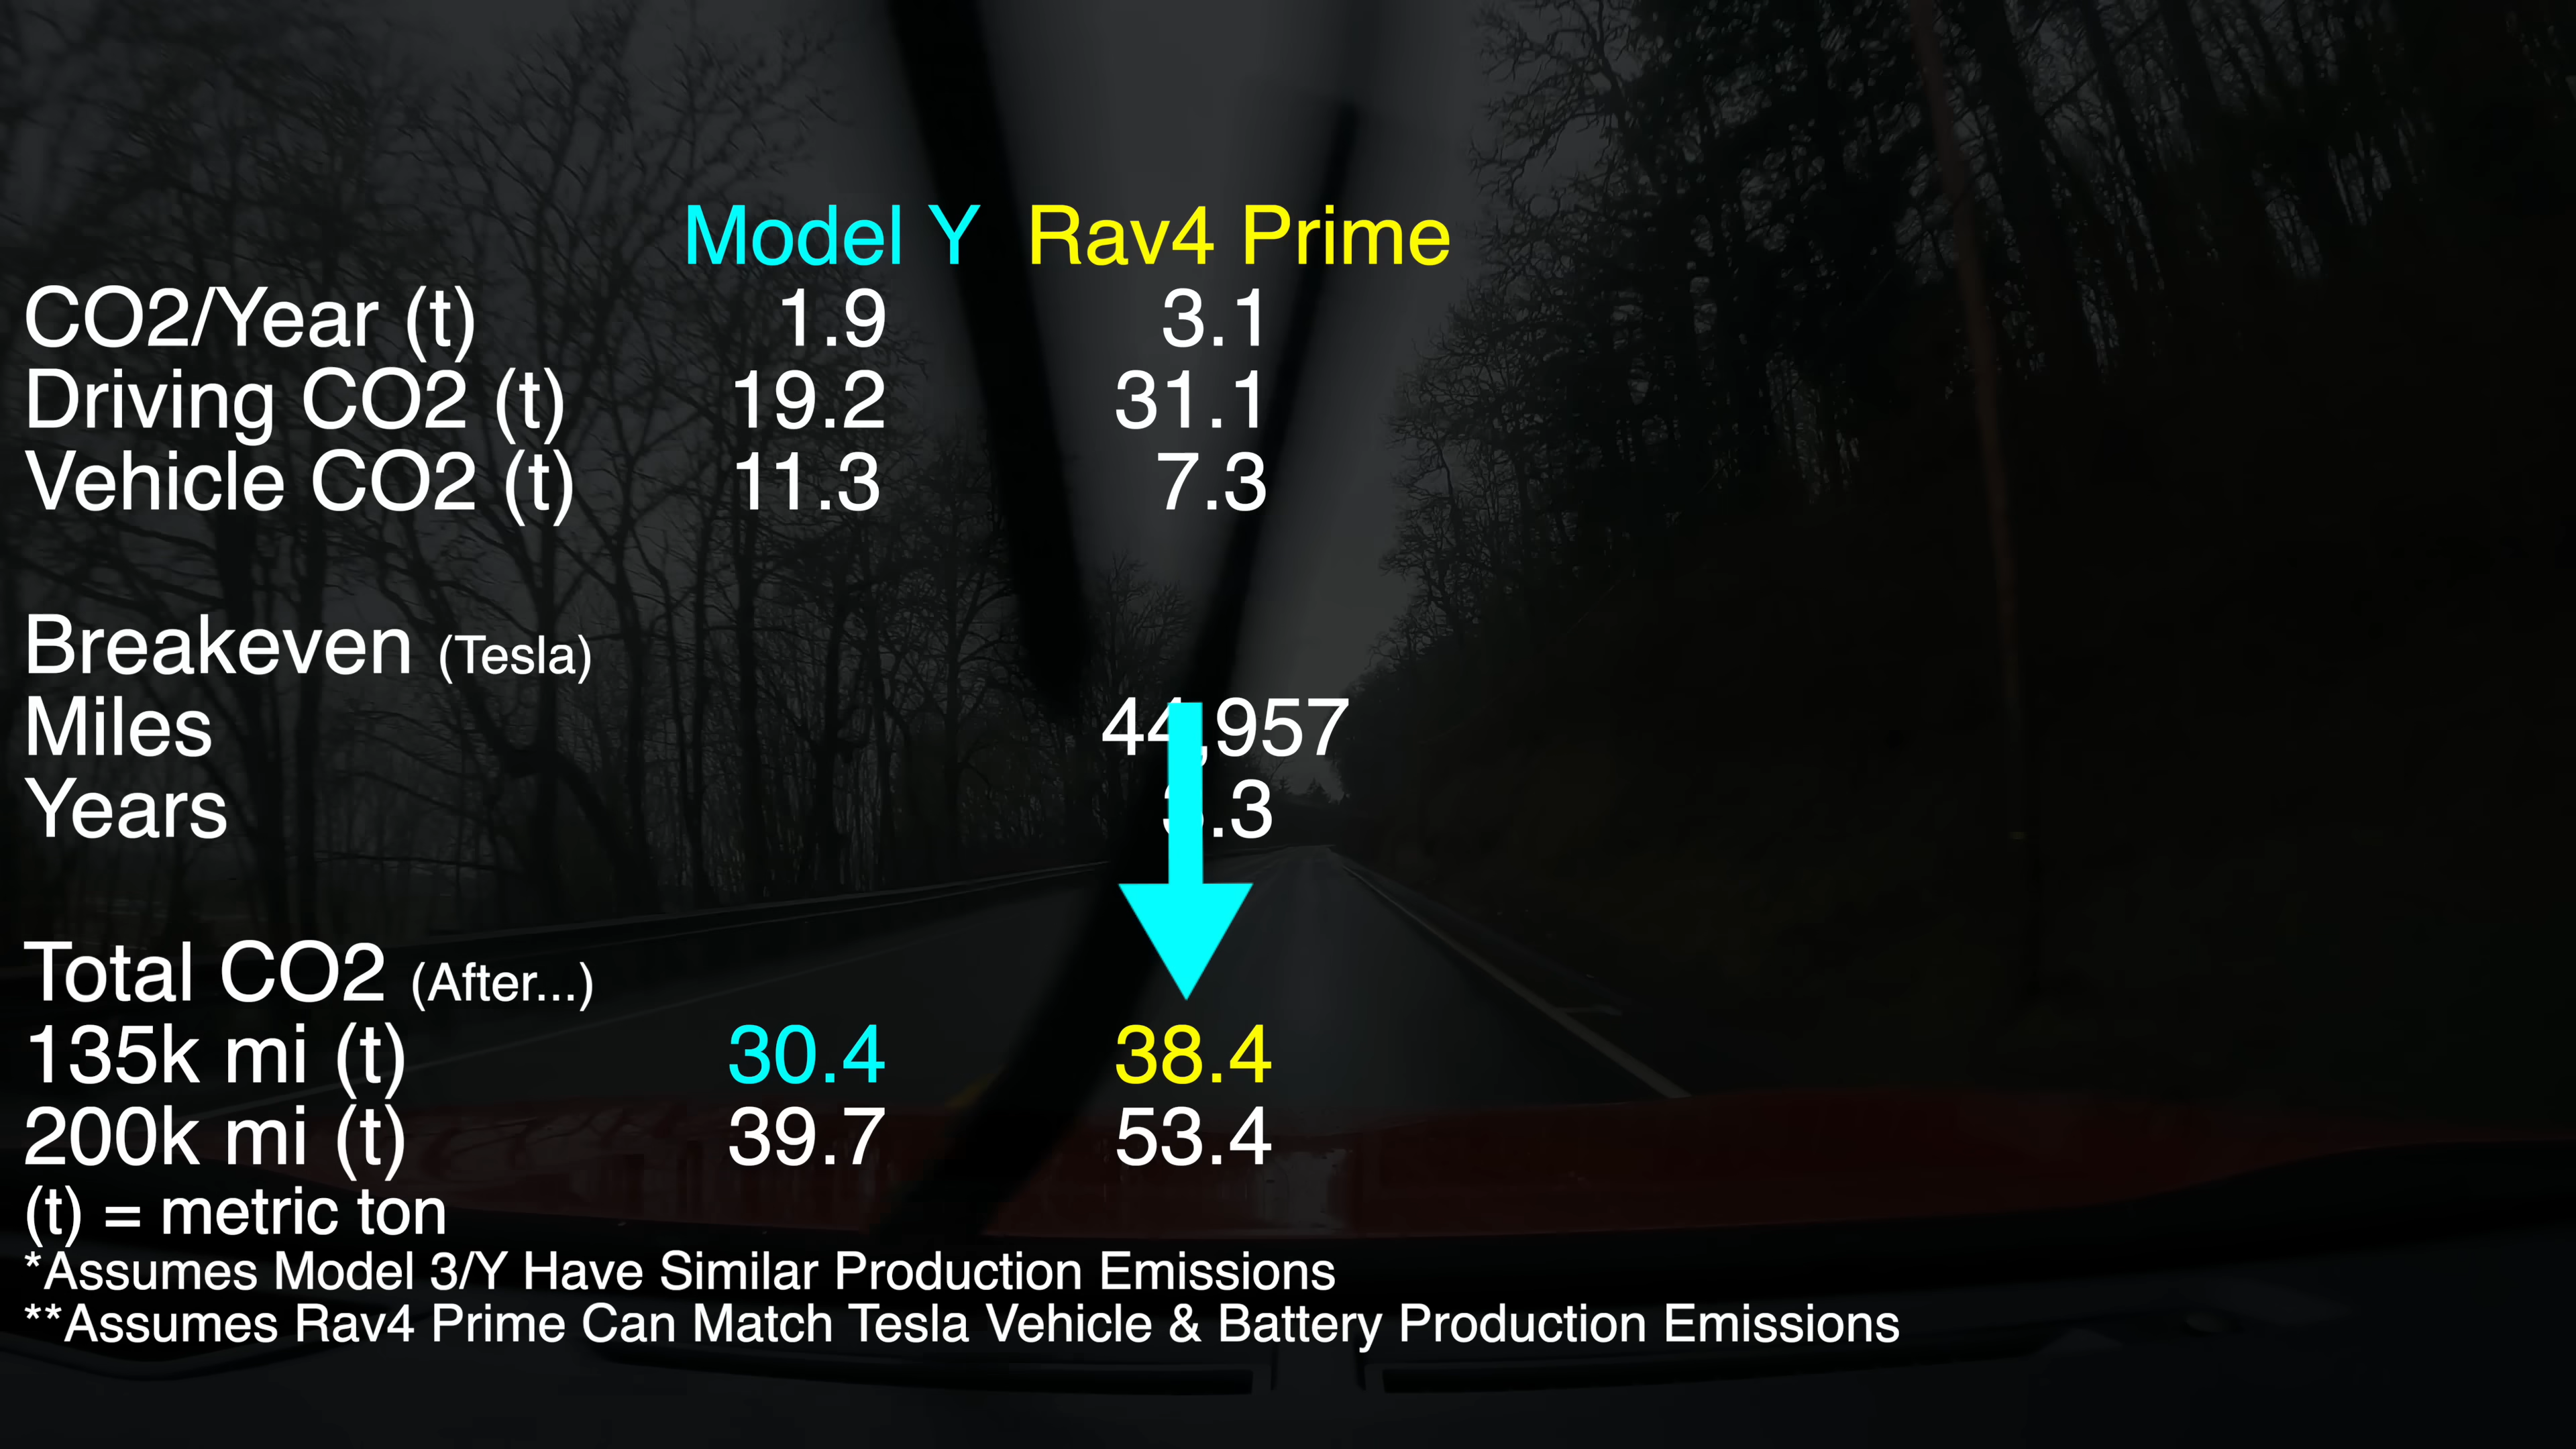 Model Y Rav4 Prime
CO2/Year (t) 1.9 3.1
Driving CO2 (t) 19.2 31.1
Vehicle CO2 (t) 11.3 7.3
Breakeven (Tesla)
Miles 44,957
Years 3.3
Total CO2 (After...)
135k mi (t) 30.4 38.4
200k mi (t) 39.7 53.4
(t) = metric ton
*Assumes Model 3/Y Have Similar Production Emissions
**Assumes Rav4 Prime Can Match Tesla Vehicle & Battery Production Emissions